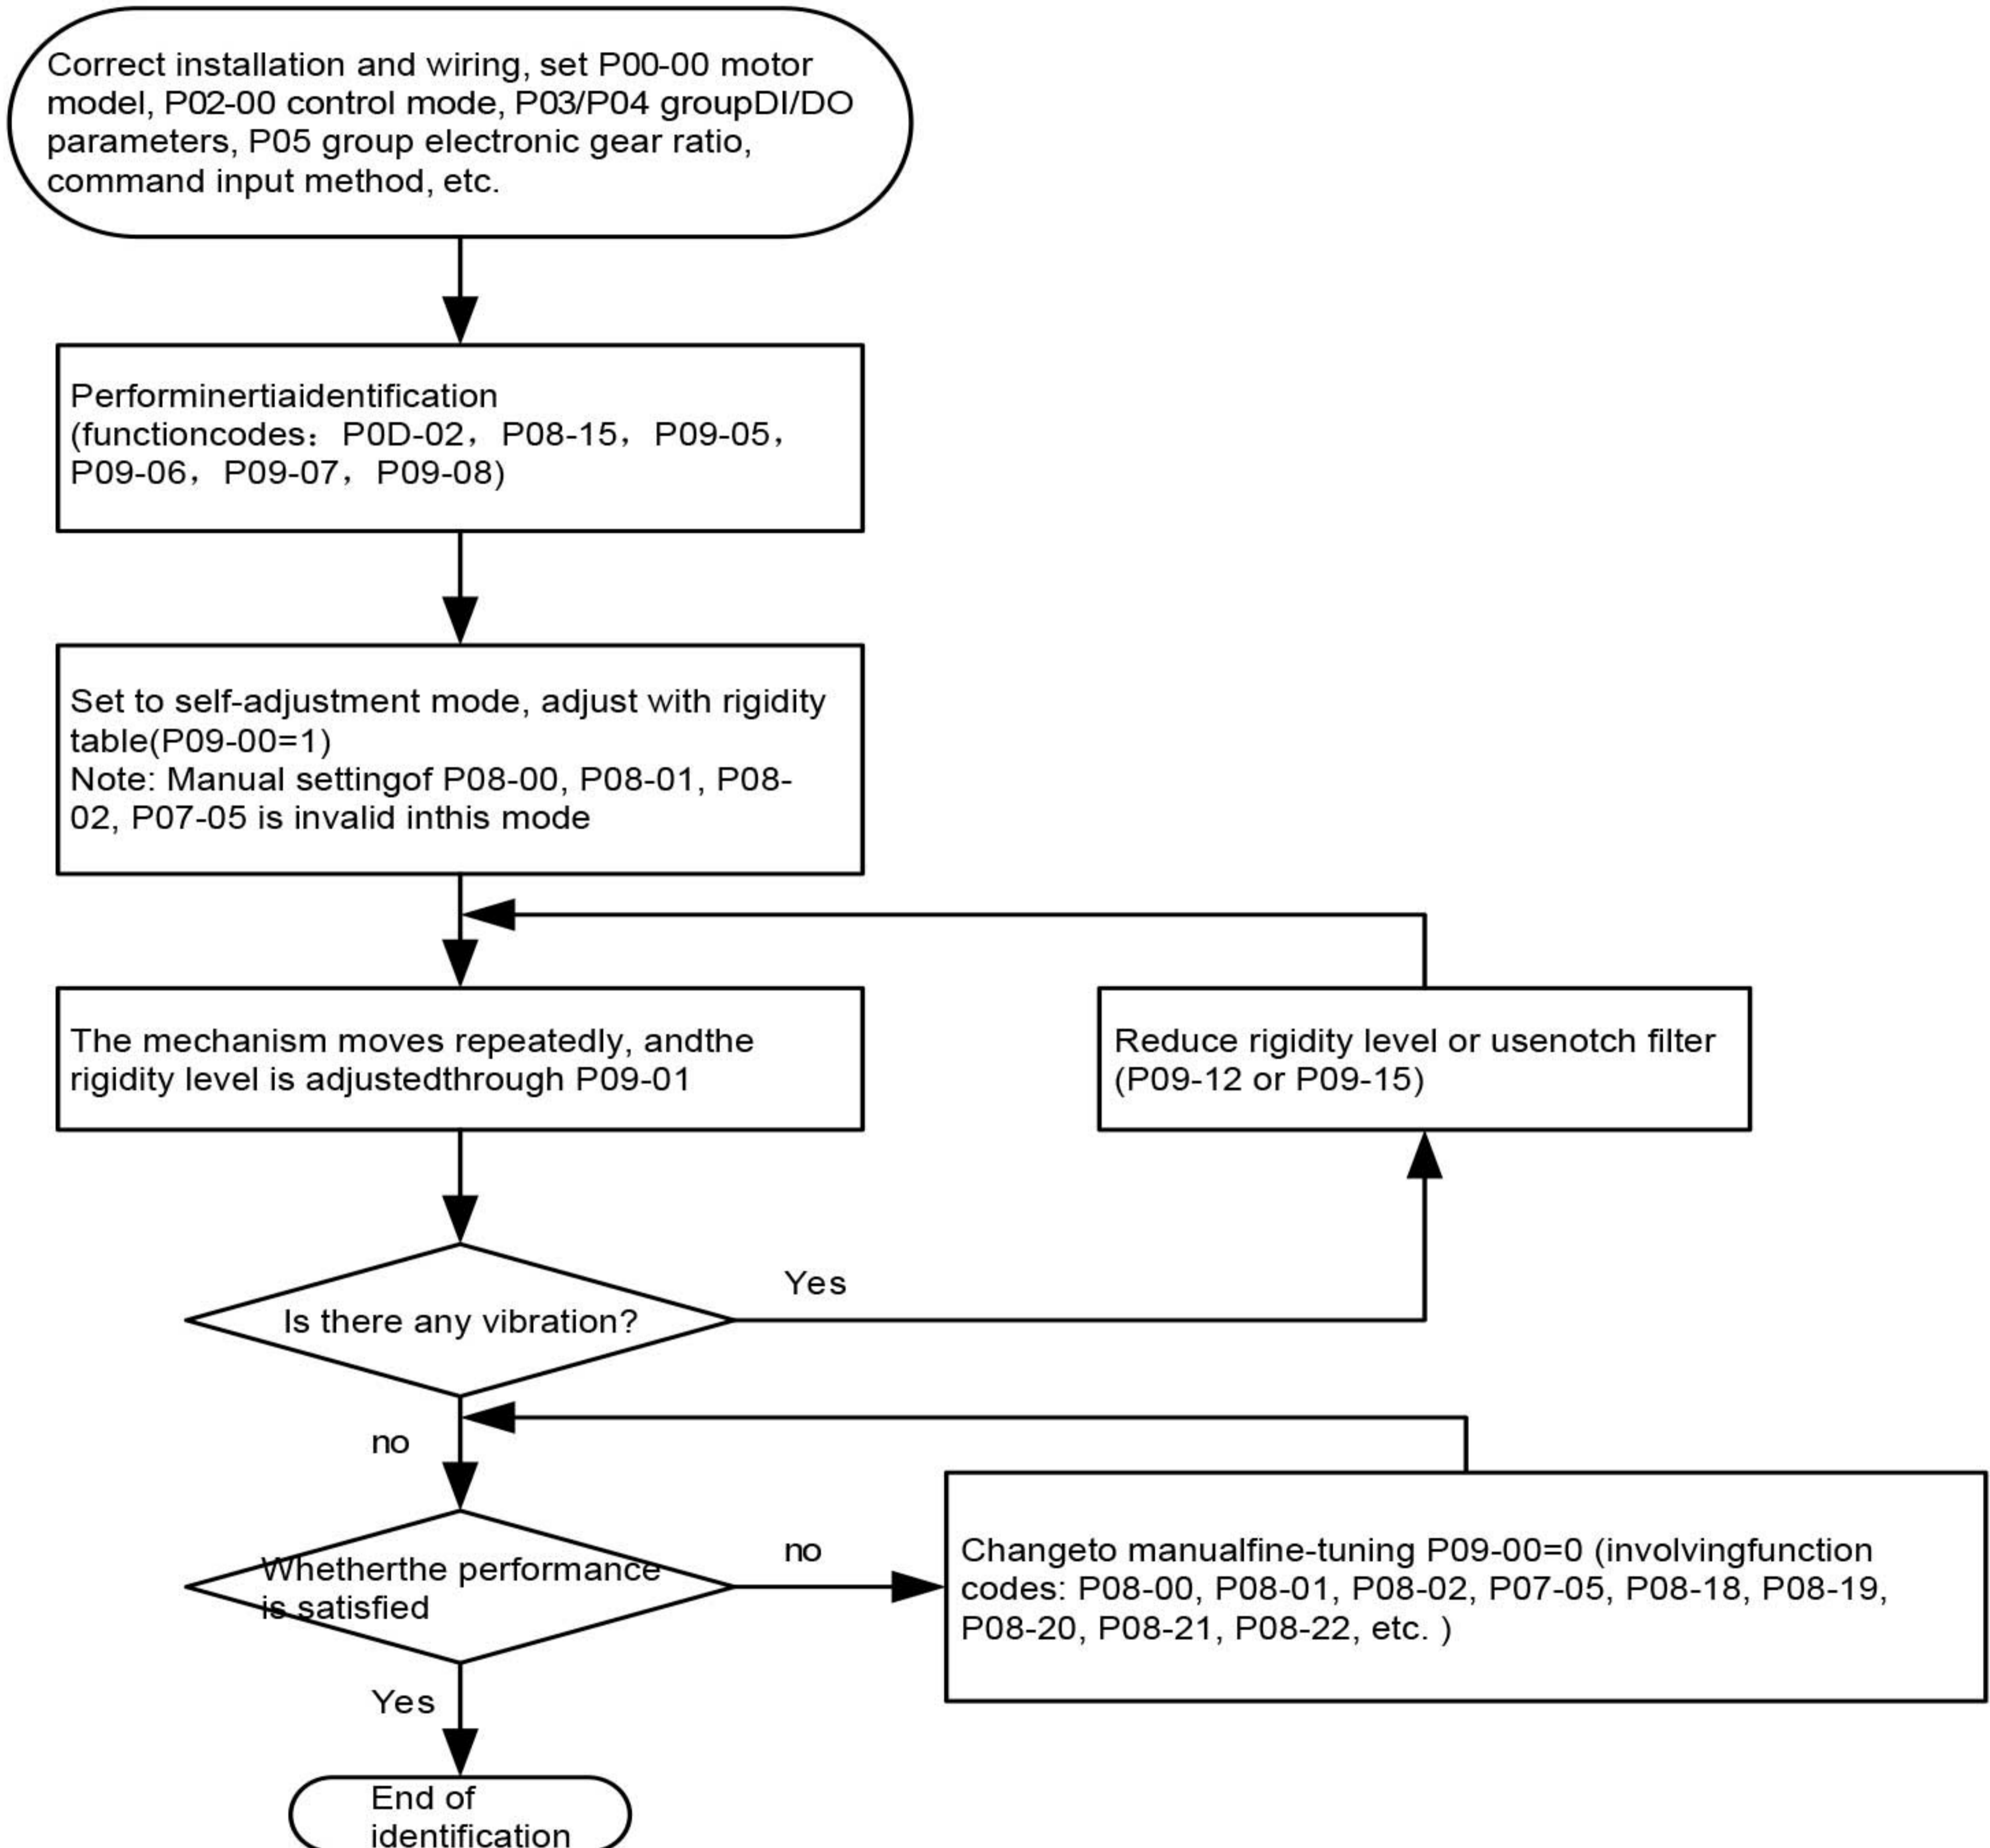 Correct installation and wiring, set P00-00 motor
model, P02-00 control mode, P03/P04 groupDI/DO
parameters, P05 group electronic gear ratio,
command input method, etc.
Performinertiaidentification
(functioncodes：P0D-02，P08-15，P09-05，
P09-06，P09-07，P09-08)
Set to self-adjustment mode, adjust with rigidity
table(P09-00=1)
Note: Manual settingof P08-00, P08-01, P08-
02, P07-05 is invalid inthis mode
The mechanism moves repeatedly, andthe
rigidity level is adjustedthrough P09-01
Reduce rigidity level or usenotch filter
(P09-12 or P09-15)
Is there any vibration?
Yes
no
Whetherthe performance
is satisfied
no
Changeto manualfine-tuning P09-00=0 (involvingfunction
codes: P08-00, P08-01, P08-02, P07-05, P08-18, P08-19,
P08-20, P08-21, P08-22, etc. )
Yes
End of
identification